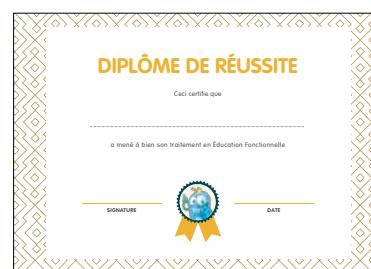 DIPLÔME DE RÉUSSITE
Ceci certifie que
a mené à bien son traitement en Éducation Fonctionnelle
SIGNATURE
DATE